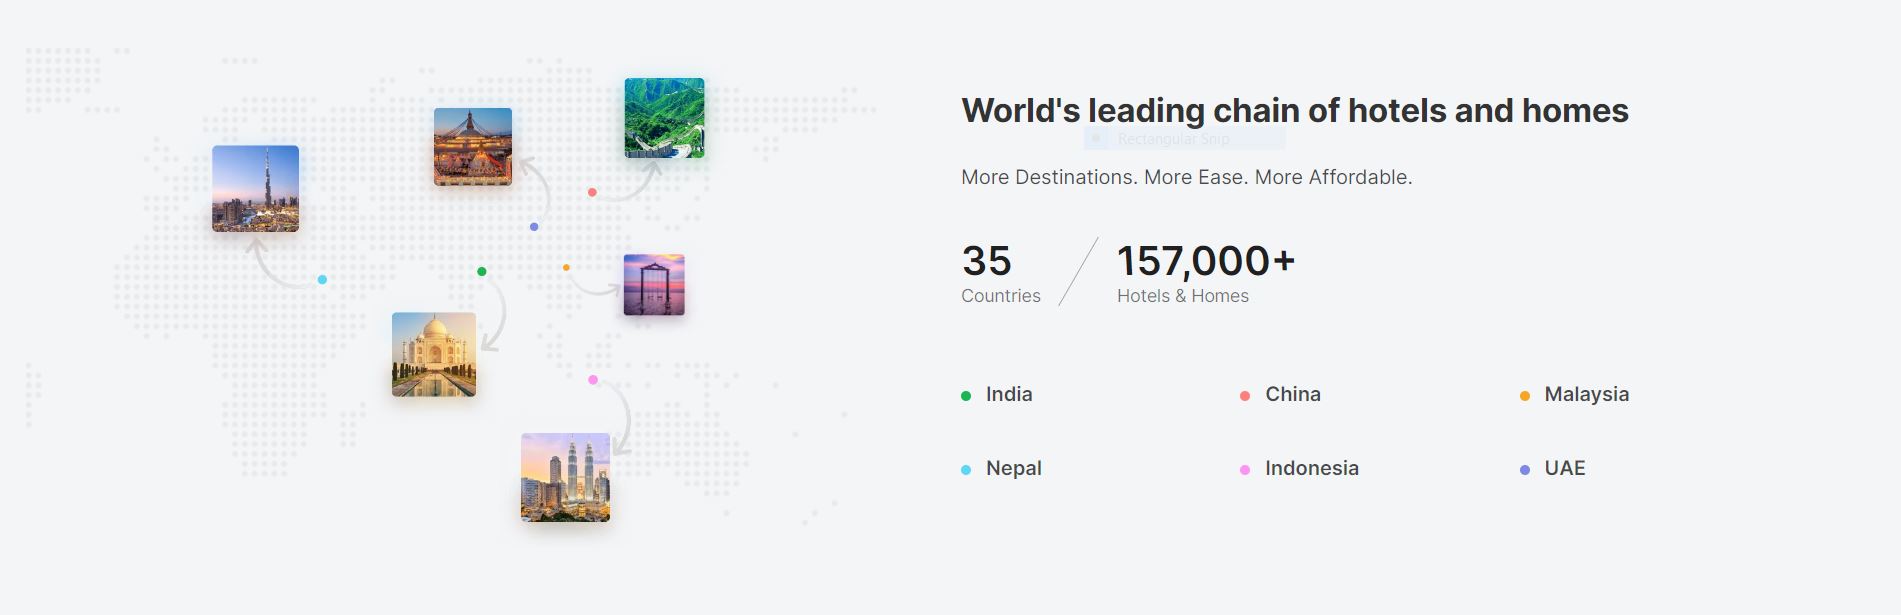 World's leading chain of hotels and homes
Rectangular Snip
More Destinations. More Ease. More Affordable.
35
Countries
157,000+
Hotels & Homes
India
China
Malaysia
Nepal
Indonesia
UAE